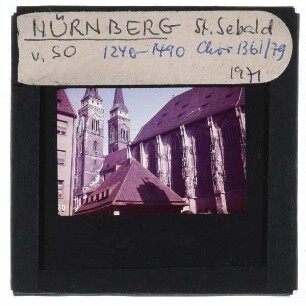 NÜRNBERG St. Sebald
v. SO 1240-1490 Chor 1361/79
1971